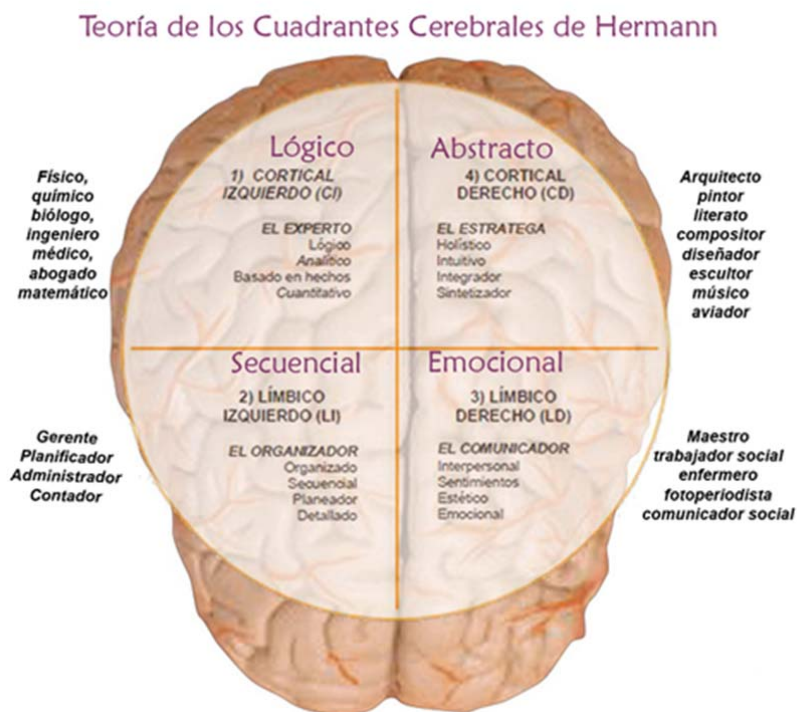 Teoría de los Cuadrantes Cerebrales de Hermann
Lógico
1) CORTICAL
IZQUIERDO (CI)
EL EXPERTO
Lógico
Analítico
Basado en hechos
Cuantitativo
Físico,
químico
biólogo,
ingeniero
médico,
abogado
matemático
Abstracto
4) CORTICAL
DERECHO (CD)
EL ESTRATEGA
Holístico
Intuitivo
Integrador
Sintetizador
Arquitecto
pintor
literato
compositor
diseñador
escultor
músico
aviador
Secuencial
2) LÍMBICO
IZQUIERDO (LI)
EL ORGANIZADOR
Organizado
Secuencial
Planeador
Detallado
Gerente
Planificador
Administrador
Contador
Emocional
3) LÍMBICO
DERECHO (LD)
EL COMUNICADOR
Interpersonal
Sentimientos
Estético
Emocional
Maestro
trabajador social
enfermero
fotoperiodista
comunicador social